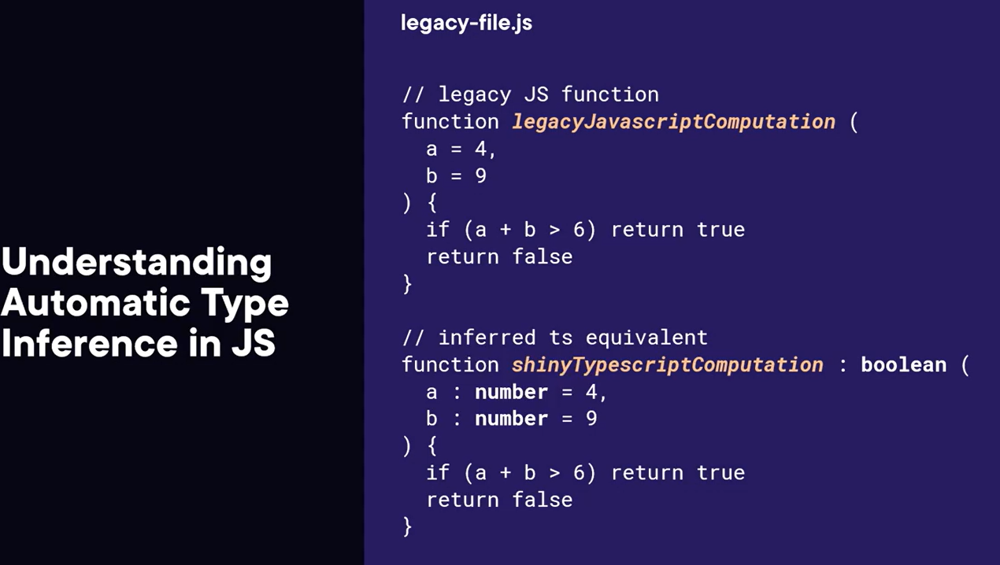 Understanding
Automatic Type
Inference in JS
legacy-file.js
// legacy JS function
function legacyJavascriptComputation (
  a = 4,
  b = 9
) {
  if (a + b > 6) return true
  return false
}
// inferred ts equivalent
function shinyTypescriptComputation : boolean (
  a : number = 4,
  b : number = 9
) {
  if (a + b > 6) return true
  return false
}